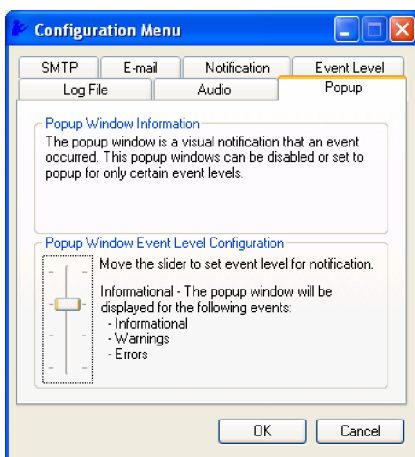 Configuration Menu
SMTP E-mail Notification Event Level
Log File Audio Popup
Popup Window Information
The popup window is a visual notification that an event
occurred. This popup windows can be disabled or set to
popup for only certain event levels.
Popup Window Event Level Configuration
Move the slider to set event level for notification.
Informational - The popup window will be
displayed for the following events:
- Informational
- Warnings
- Errors
OK Cancel